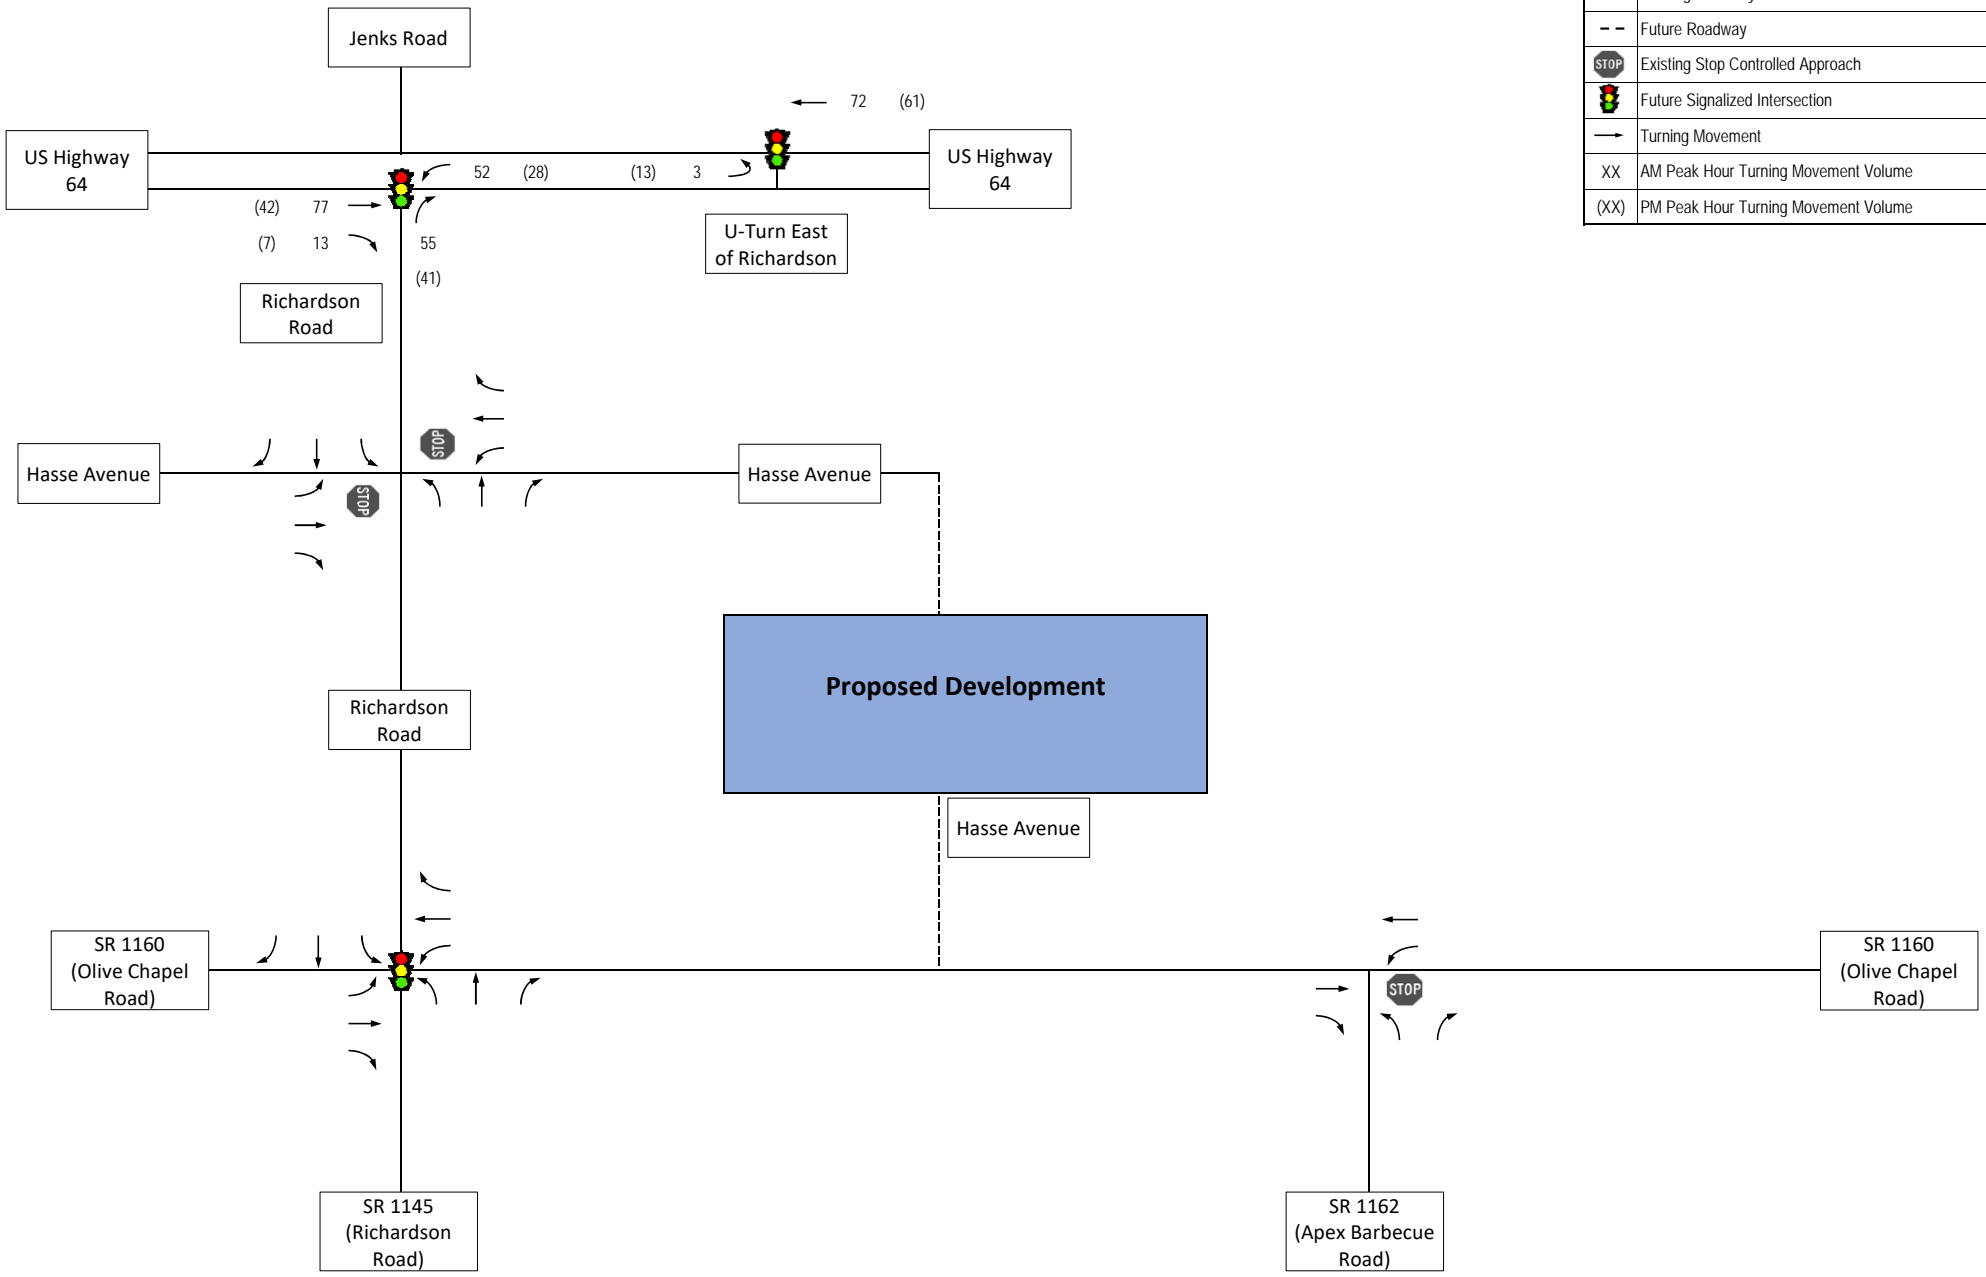 Jenks Road
-- Future Roadway
STOP Existing Stop Controlled Approach
Future Signalized Intersection
Turning Movement
XX AM Peak Hour Turning Movement Volume
(XX) PM Peak Hour Turning Movement Volume
72 (61)
US Highway
64
52 (28) (13) 3
US Highway
64
(42) 77
(7) 13
55
(41)
U-Turn East
of Richardson
Richardson
Road
STOP
Hasse Avenue
STOP
Hasse Avenue
Proposed Development
Richardson
Road
Hasse Avenue
SR 1160
(Olive Chapel
Road)
STOP
SR 1160
(Olive Chapel
Road)
SR 1145
(Richardson
Road)
SR 1162
(Apex Barbecue
Road)